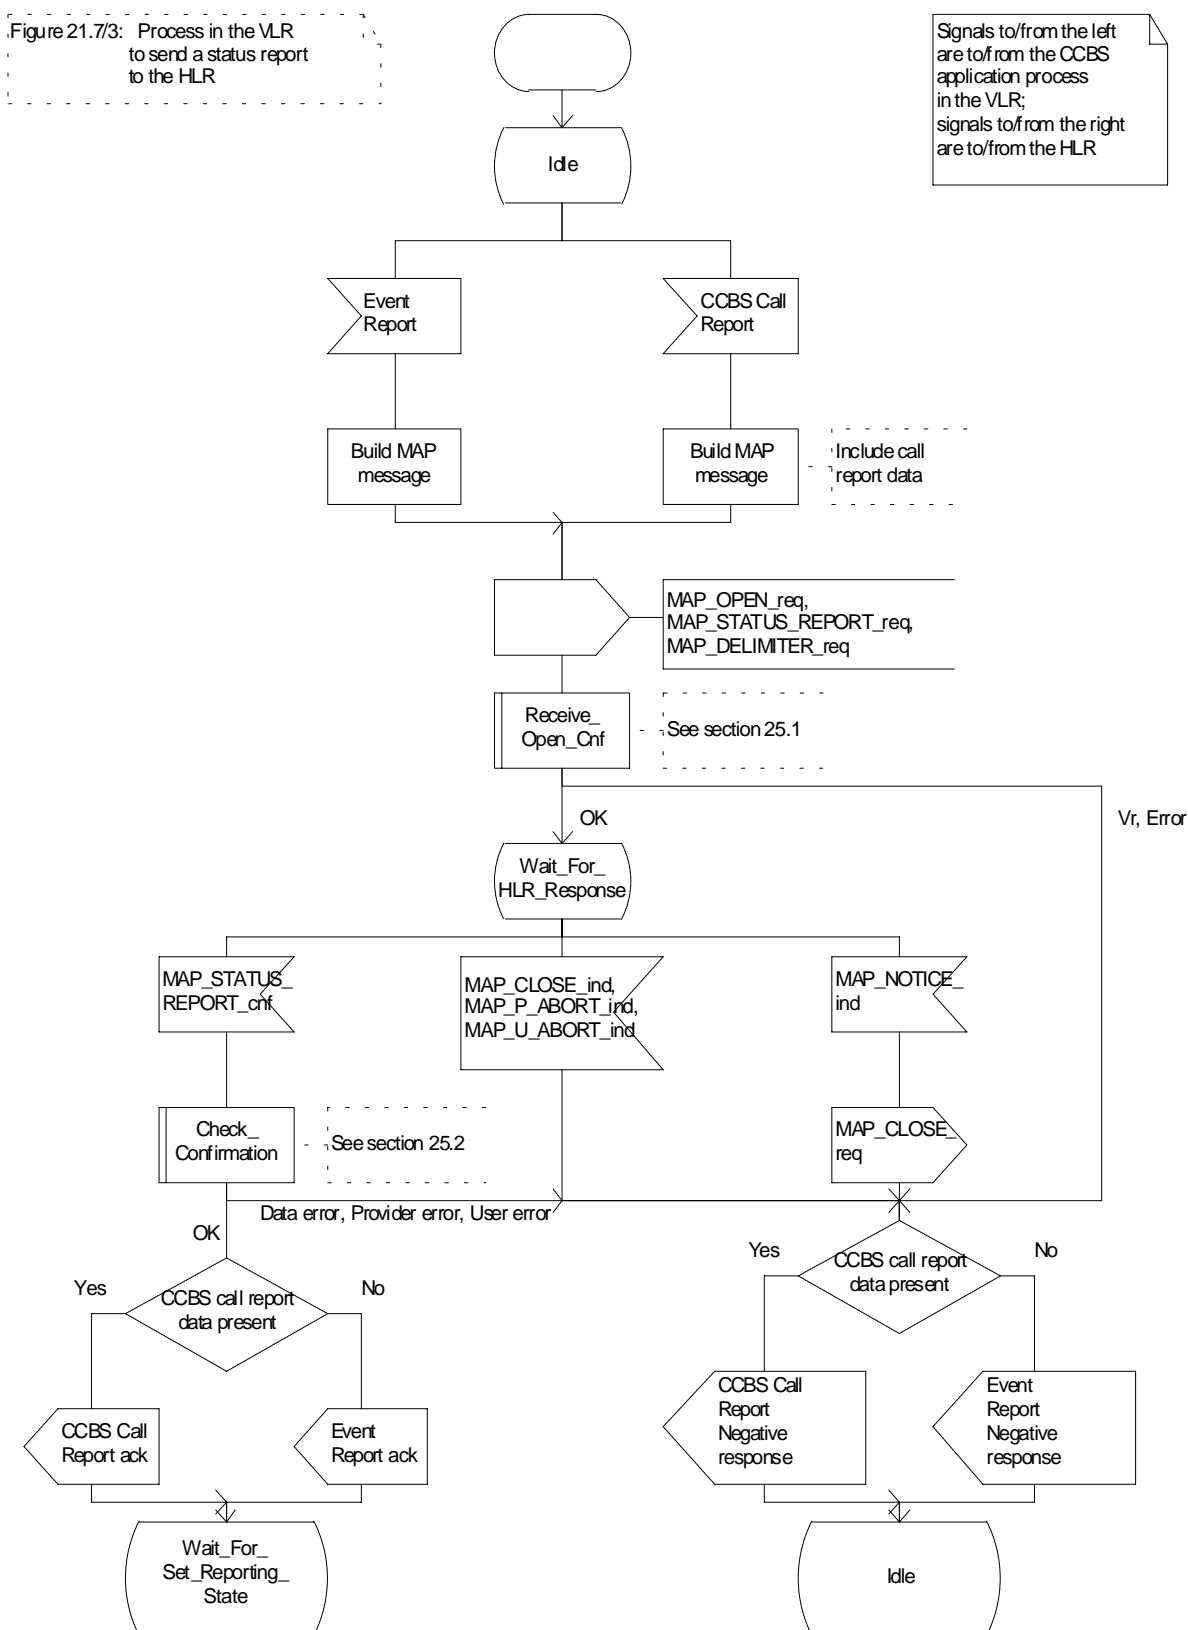 Figure 21.7/3: Process in the VLR
to send a status report
to the HLR
Signals to/from the left
are to/from the CCBS
application process
in the VLR;
signals to/from the right
are to/from the HLR
Idle
Event
Report
CCBS Call
Report
Build MAP
message
Build MAP
message
Include call
report data
MAP_OPEN_req,
MAP_STATUS_REPORT_req,
MAP_DELIMITER_req
Receive_
Open_Cnf
See section 25.1
OK
Vr, Error
Wait_For_
HLR_Response
MAP_STATUS_
REPORT_cnf
MAP_CLOSE_ind,
MAP_P_ABORT_ind,
MAP_U_ABORT_ind
MAP_NOTICE_
ind
Check_
Confirmation
See section 25.2
MAP_CLOSE_
req
Data error, Provider error, User error
OK
Yes
CCBS call report
data present
No
Yes
CCBS call report
data present
No
CCBS Call
Report ack
Event
Report ack
CCBS Call
Report
Negative
response
Event
Report
Negative
response
Wait_For_
Set_Reporting_
State
Idle